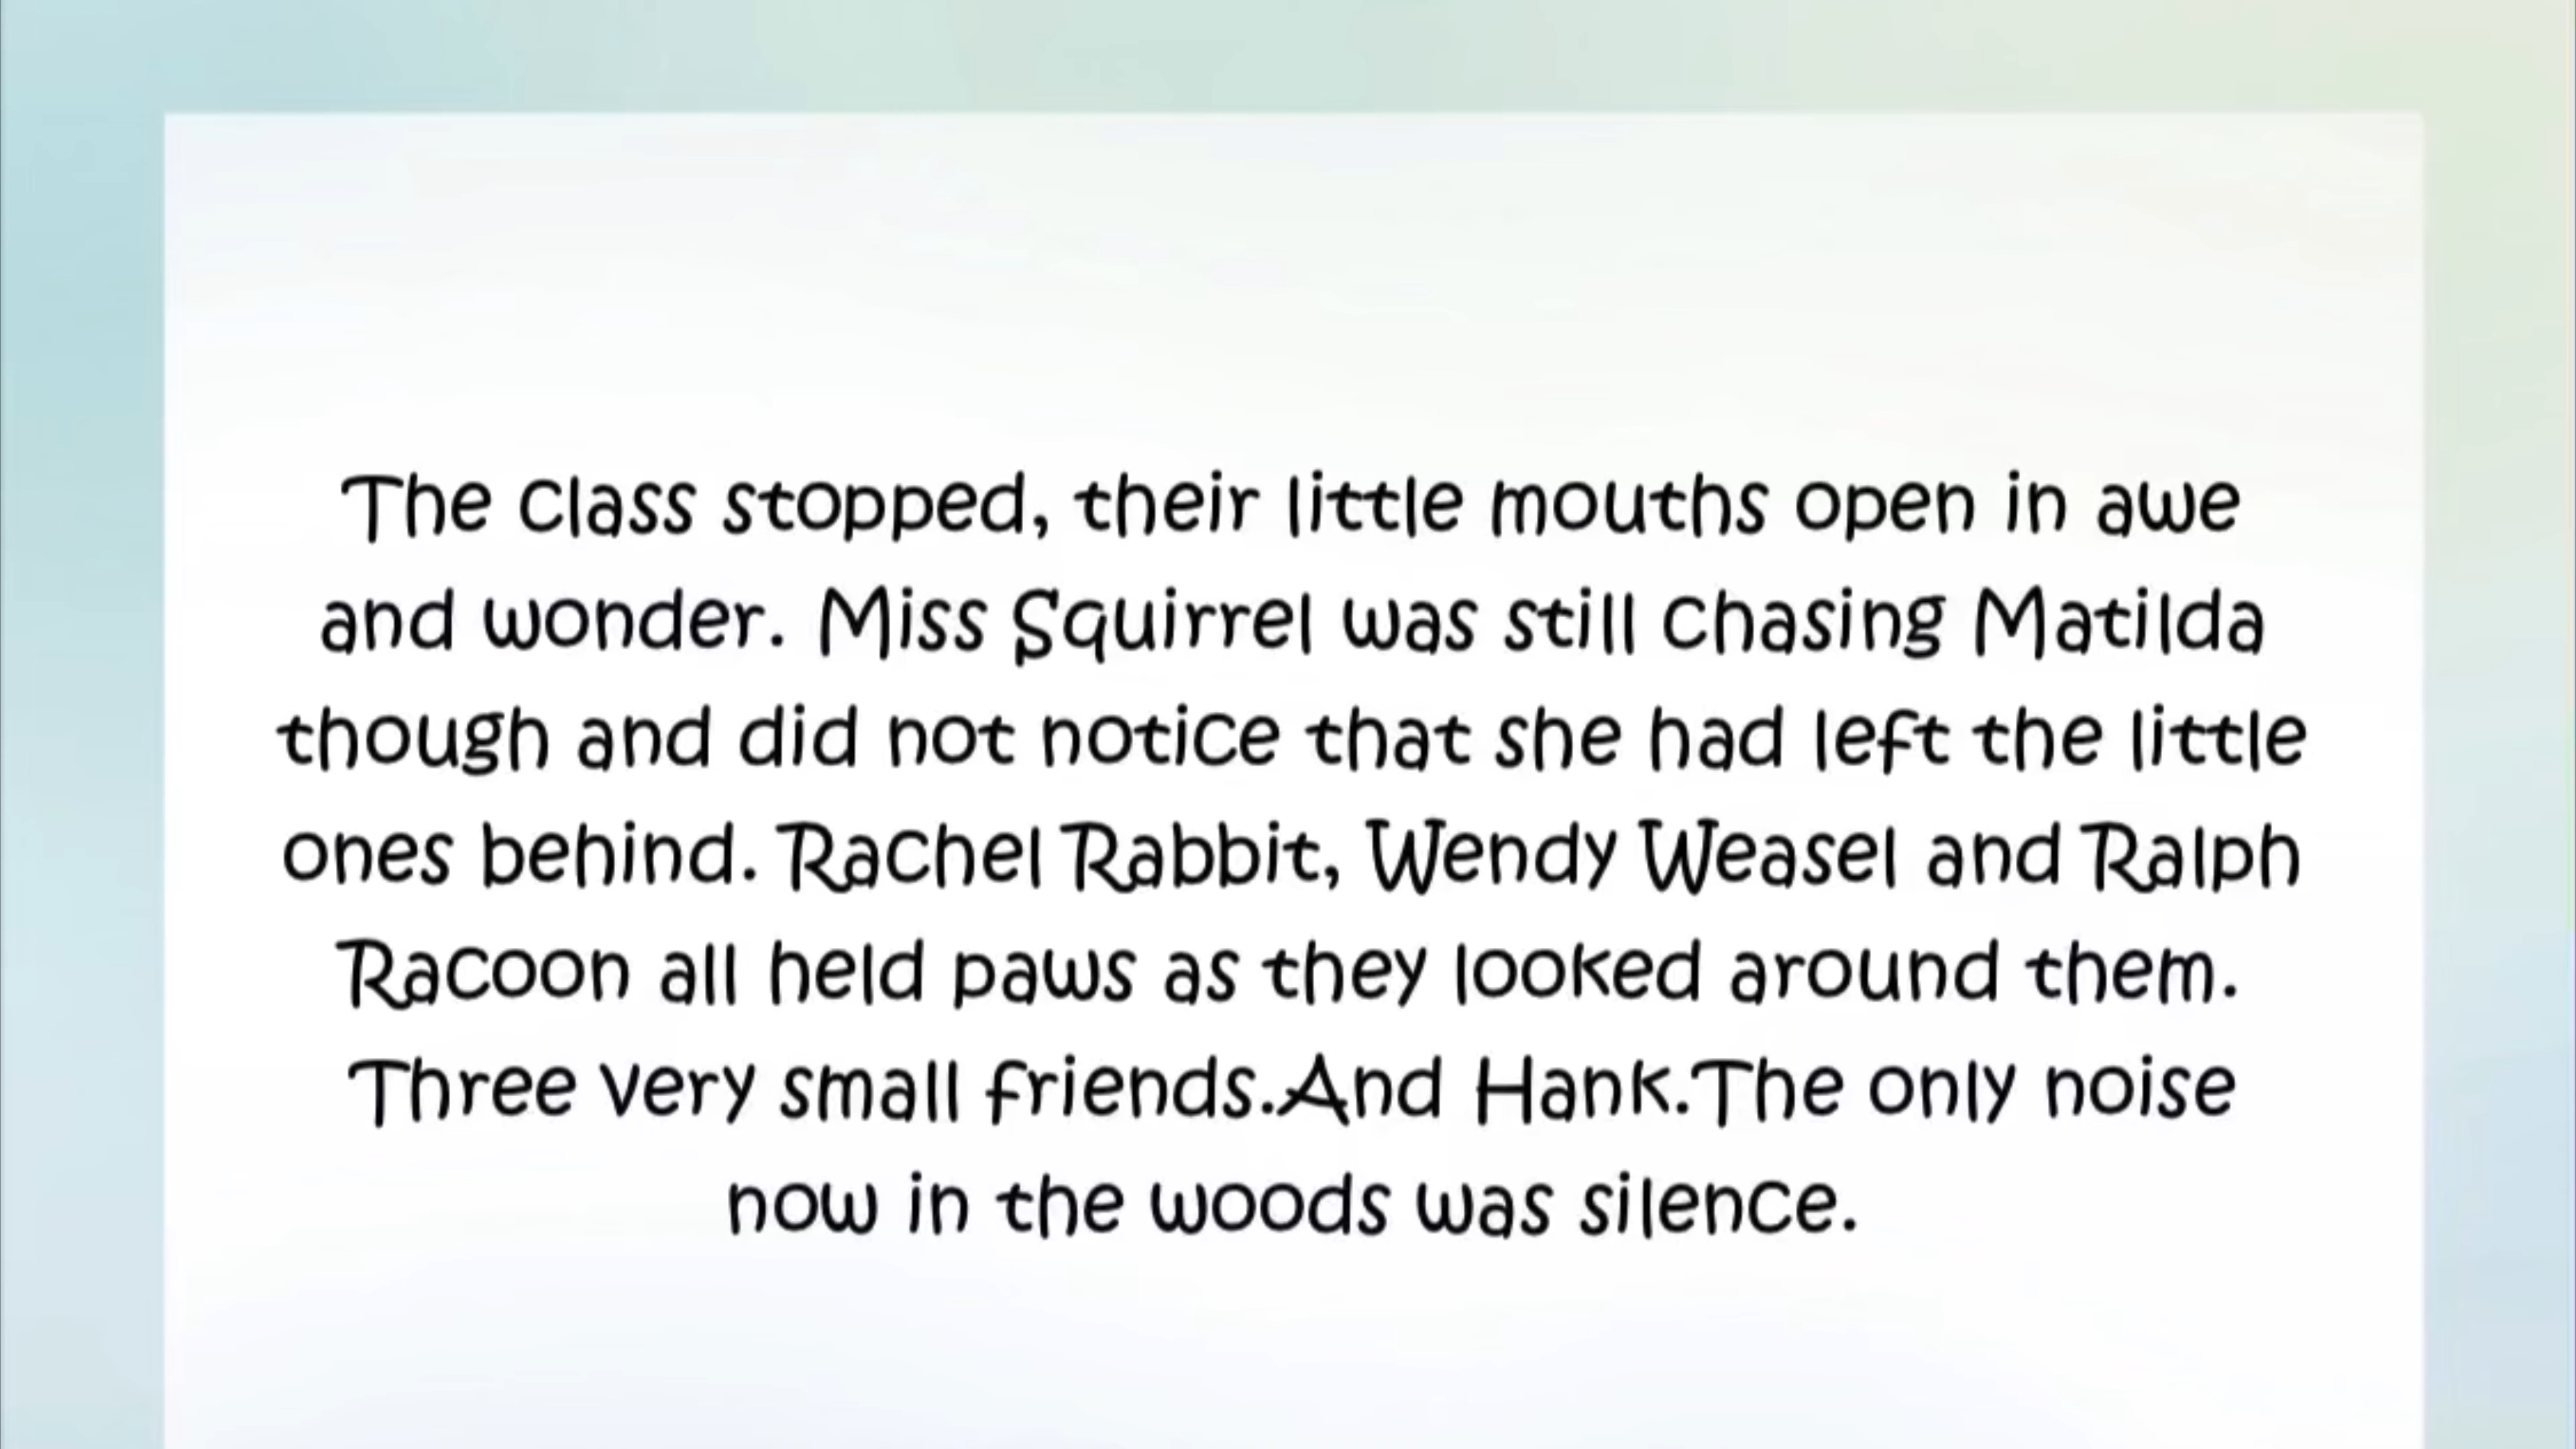 The class stopped, their little mouths open in awe
and wonder. Miss Squirrel was still chasing Matilda
though and did not notice that she had left the little
ones behind. Rachel Rabbit, Wendy Weasel and Ralph
Racoon all held paws as they looked around them.
Three very small friends.And Hank.The only noise
now in the woods was silence.